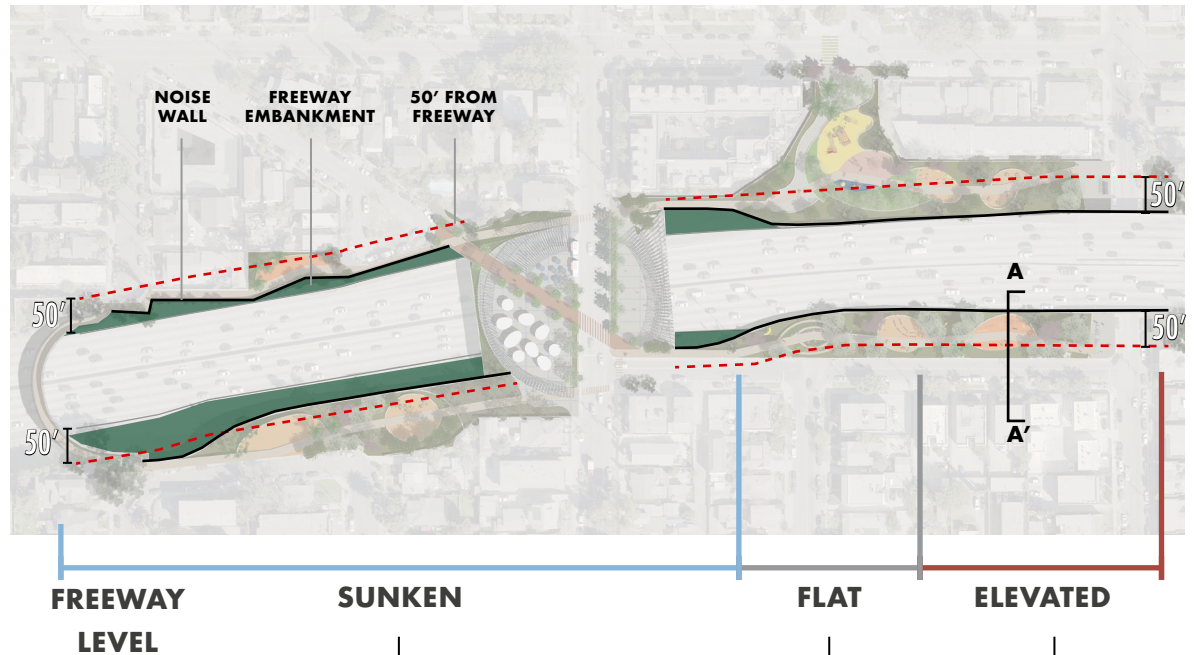 NOISE
WALL
FREEWAY
EMBANKMENT
50' FROM
FREEWAY
50'
50'
50'
50'
A
A'
FREEWAY
LEVEL
SUNKEN
FLAT
ELEVATED